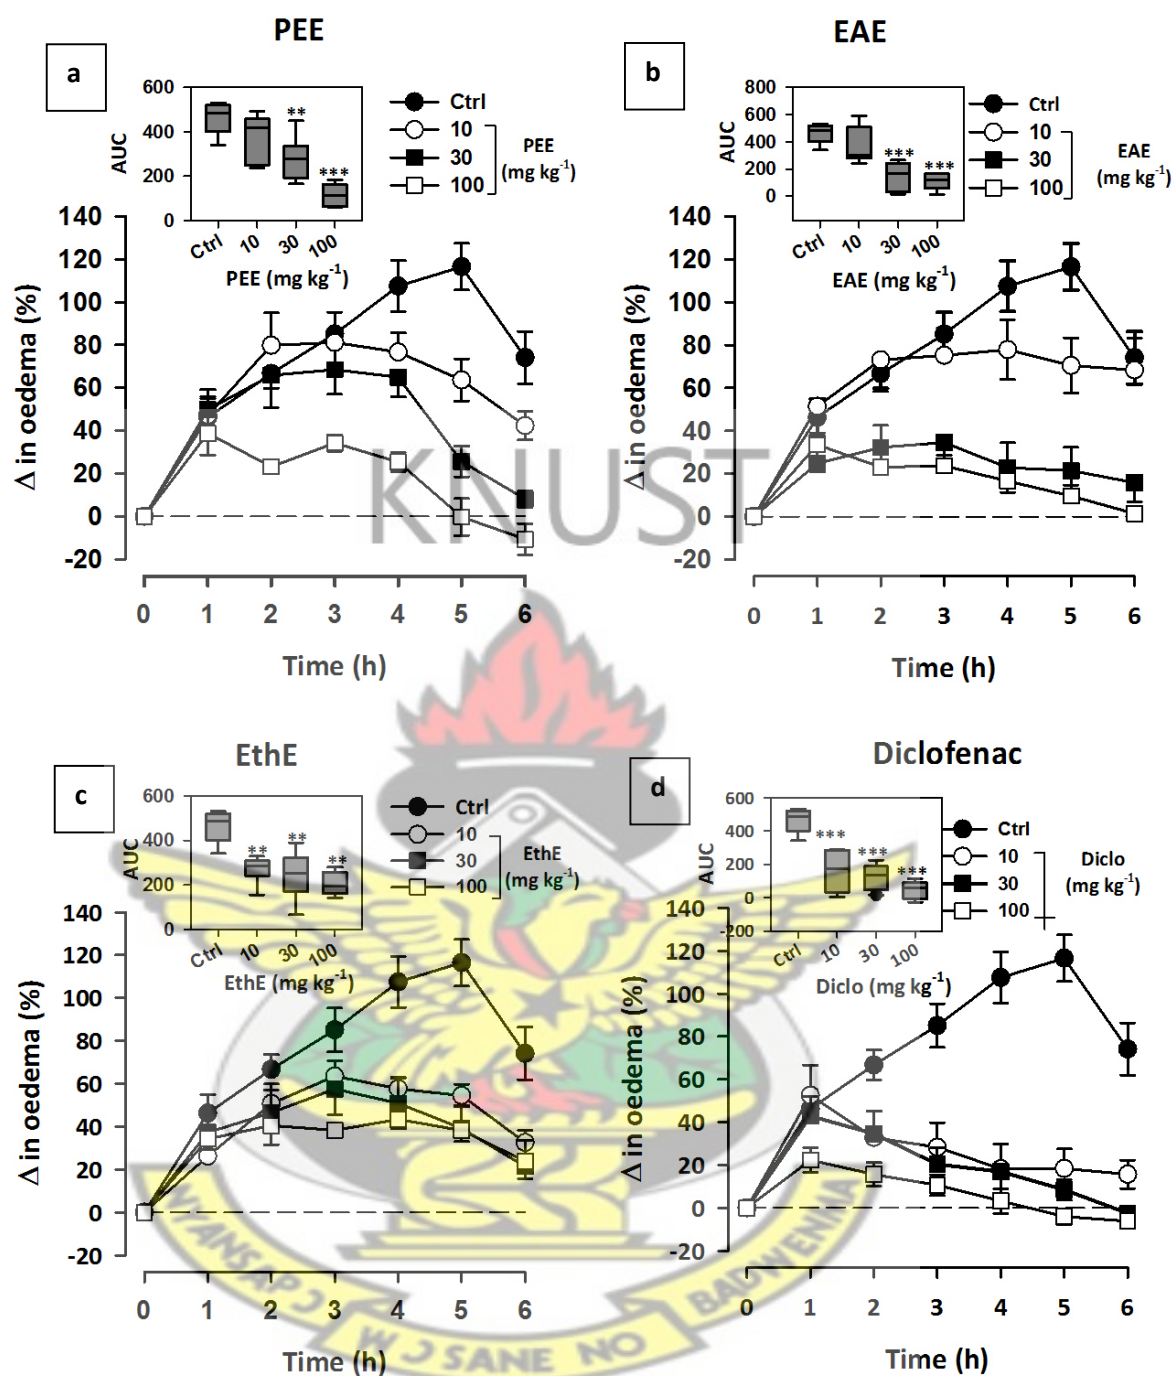 PEE
a
600
400
200
0
AUC
Ctrl
10
30
100
**
***
PEE (mg kg-1)
Ctrl
10
30
100
PEE
(mg kg-1)
140
120
100
80
60
40
20
0
-20
Δ in oedema (%)
0 1 2 3 4 5 6
Time (h)
EAE
b
800
600
400
200
0
AUC
Ctrl
10
30
100
***
***
EAE (mg kg-1)
Ctrl
10
30
100
EAE
(mg kg-1)
140
120
100
80
60
40
20
0
-20
Δ in oedema (%)
0 1 2 3 4 5 6
Time (h)
KNUST
EthE
c
600
400
200
0
AUC
Ctrl
10
30
100
**
**
**
EthE (mg kg-1)
Ctrl
10
30
100
EthE
(mg kg-1)
140
120
100
80
60
40
20
0
-20
Δ in oedema (%)
0 1 2 3 4 5 6
Time (h)
Diclofenac
d
600
400
200
0
-200
AUC
Ctrl
10
30
100
***
***
***
Diclo (mg kg-1)
Ctrl
10
30
100
Diclo
(mg kg-1)
140
120
100
80
60
40
20
0
-20
Δ in oedema (%)
0 1 2 3 4 5 6
Time (h)
NYANSAPƆ WƆ SANE NO BADWENMA